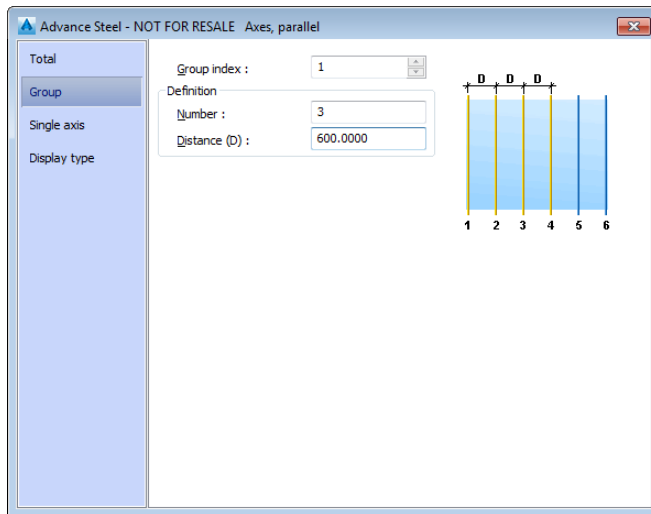 Advance Steel - NOT FOR RESALE Axes, parallel
Total
Group
Single axis
Display type
Group index : 1
Definition
Number : 3
Distance (D) : 600.0000
D D D
1 2 3 4 5 6